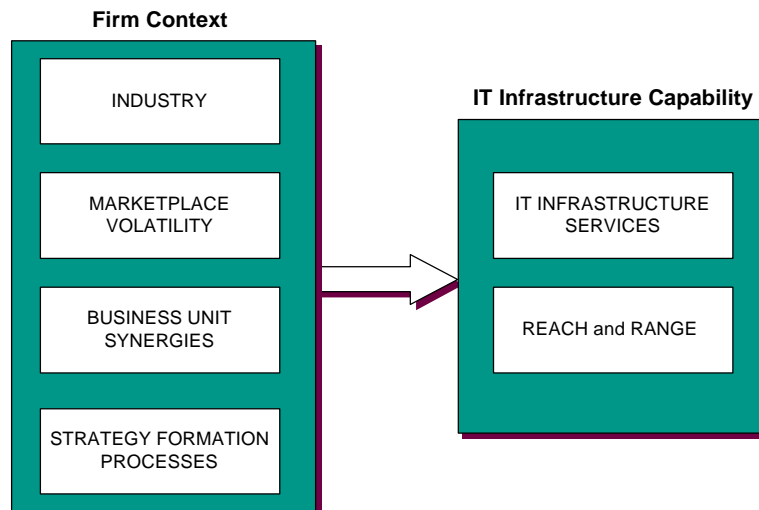 Firm Context
INDUSTRY
MARKETPLACE
VOLATILITY
BUSINESS UNIT
SYNERGIES
STRATEGY FORMATION
PROCESSES
IT Infrastructure Capability
IT INFRASTRUCTURE
SERVICES
REACH and RANGE